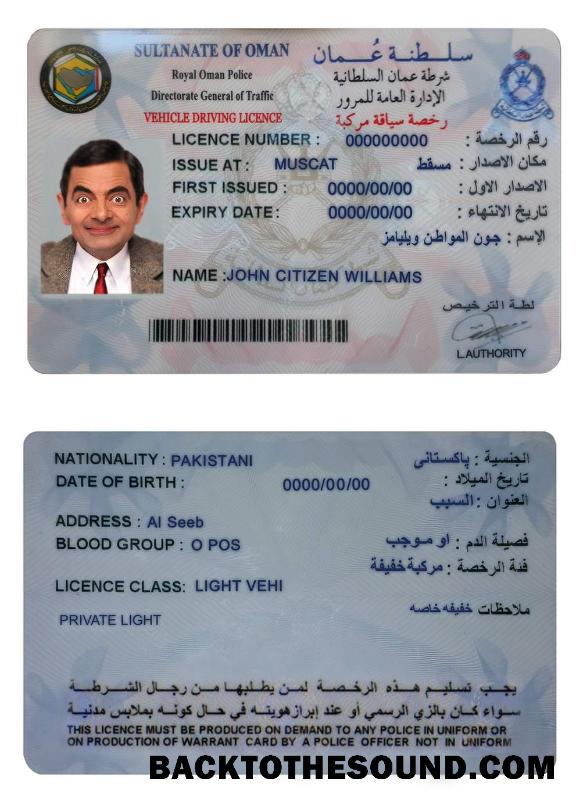 SULTANATE OF OMAN سلطنة عُمان
Royal Oman Police شرطة عمان السلطانية
Directorate General of Traffic الإدارة العامة للمرور
VEHICLE DRIVING LICENCE رخصة سياقة مركبة
LICENCE NUMBER : 000000000 رقم الرخصة :
ISSUE AT : MUSCAT مسقط مكان الاصدار :
FIRST ISSUED : 0000/00/00 الاصدار الاول :
EXPIRY DATE : 0000/00/00 تاريخ الانتهاء :
الإسم : جون المواطن ويليامز
NAME :JOHN CITIZEN WILLIAMS
لطة الترخيص
L.AUTHORITY
NATIONALITY : PAKISTANI الجنسية : پاکستانی
DATE OF BIRTH : 0000/00/00 تاريخ الميلاد :
العنوان : السيب
ADDRESS : Al Seeb
BLOOD GROUP : O POS فصيلة الدم : او موجب
فئة الرخصة : مركبة خفيفة
LICENCE CLASS: LIGHT VEHI
ملاحظات خفيفه خاصه
PRIVATE LIGHT
يجب تسليم هذه الرخصة لمن يطلبها من رجال الشرطة
سواء كان بالزي الرسمي أو عند إبراز هويته في حال كونه بملابس مدنية
THIS LICENCE MUST BE PRODUCED ON DEMAND TO ANY POLICE IN UNIFORM OR
ON PRODUCTION OF WARRANT CARD BY A POLICE OFFICER NOT IN UNIFORM
BACKTOTHESOUND.COM